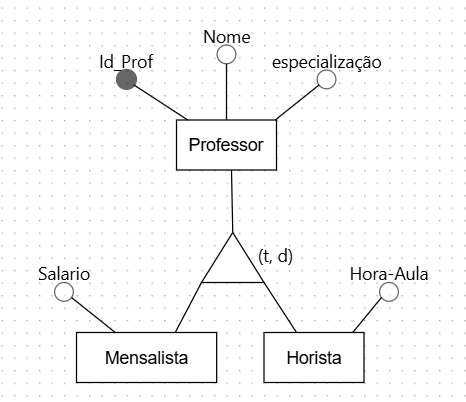 Nome
Id_Prof
especialização
Professor
(t, d)
Salario
Hora-Aula
Mensalista
Horista